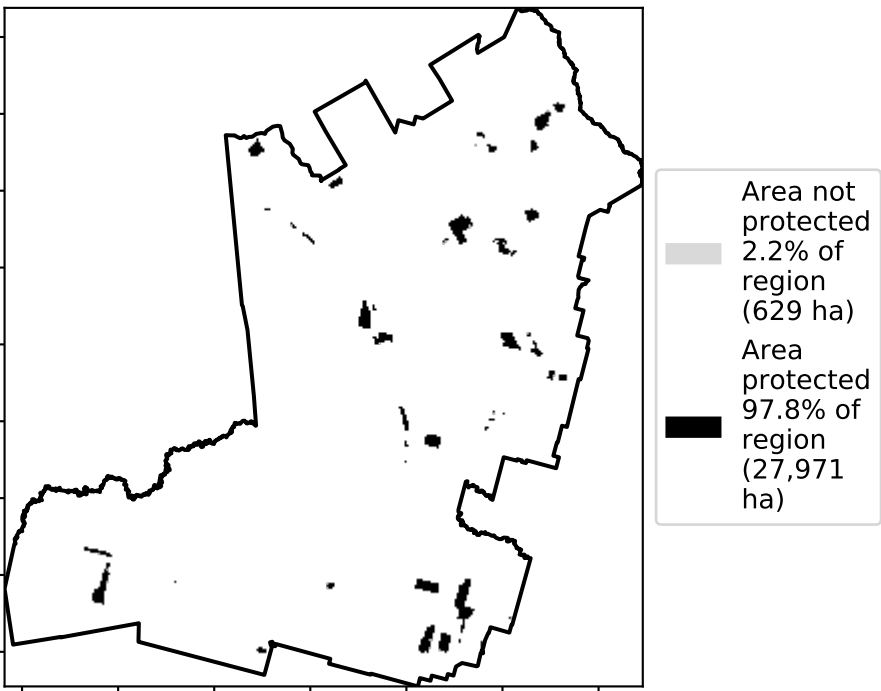 Area not
protected
2.2% of
region
(629 ha)
Area
protected
97.8% of
region
(27,971
ha)